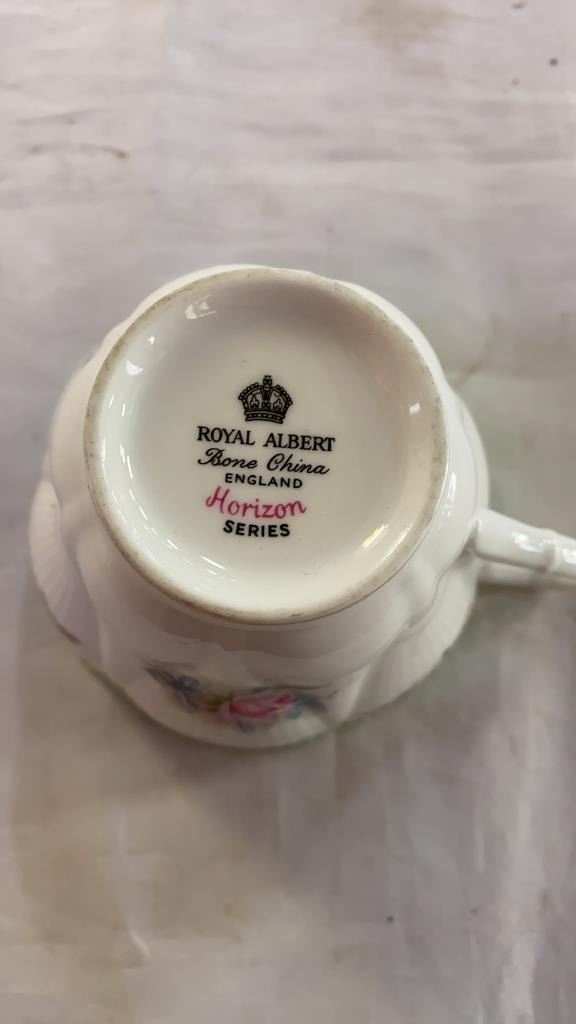 ROYAL ALBERT
Bone China
ENGLAND
Horizon
SERIES